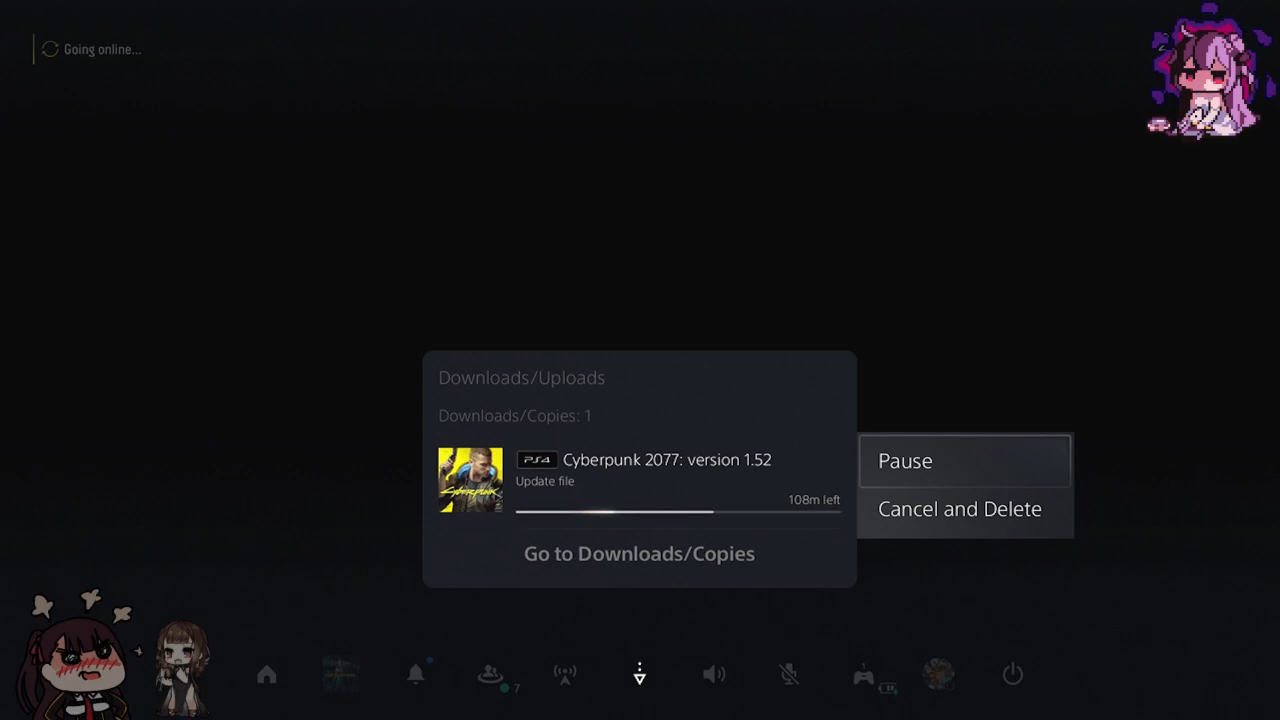 Going online...
Downloads/Uploads
Downloads/Copies: 1
PS4 Cyberpunk 2077: version 1.52
Update file
108m left
Cyberpunk
Go to Downloads/Copies
Pause
Cancel and Delete
7